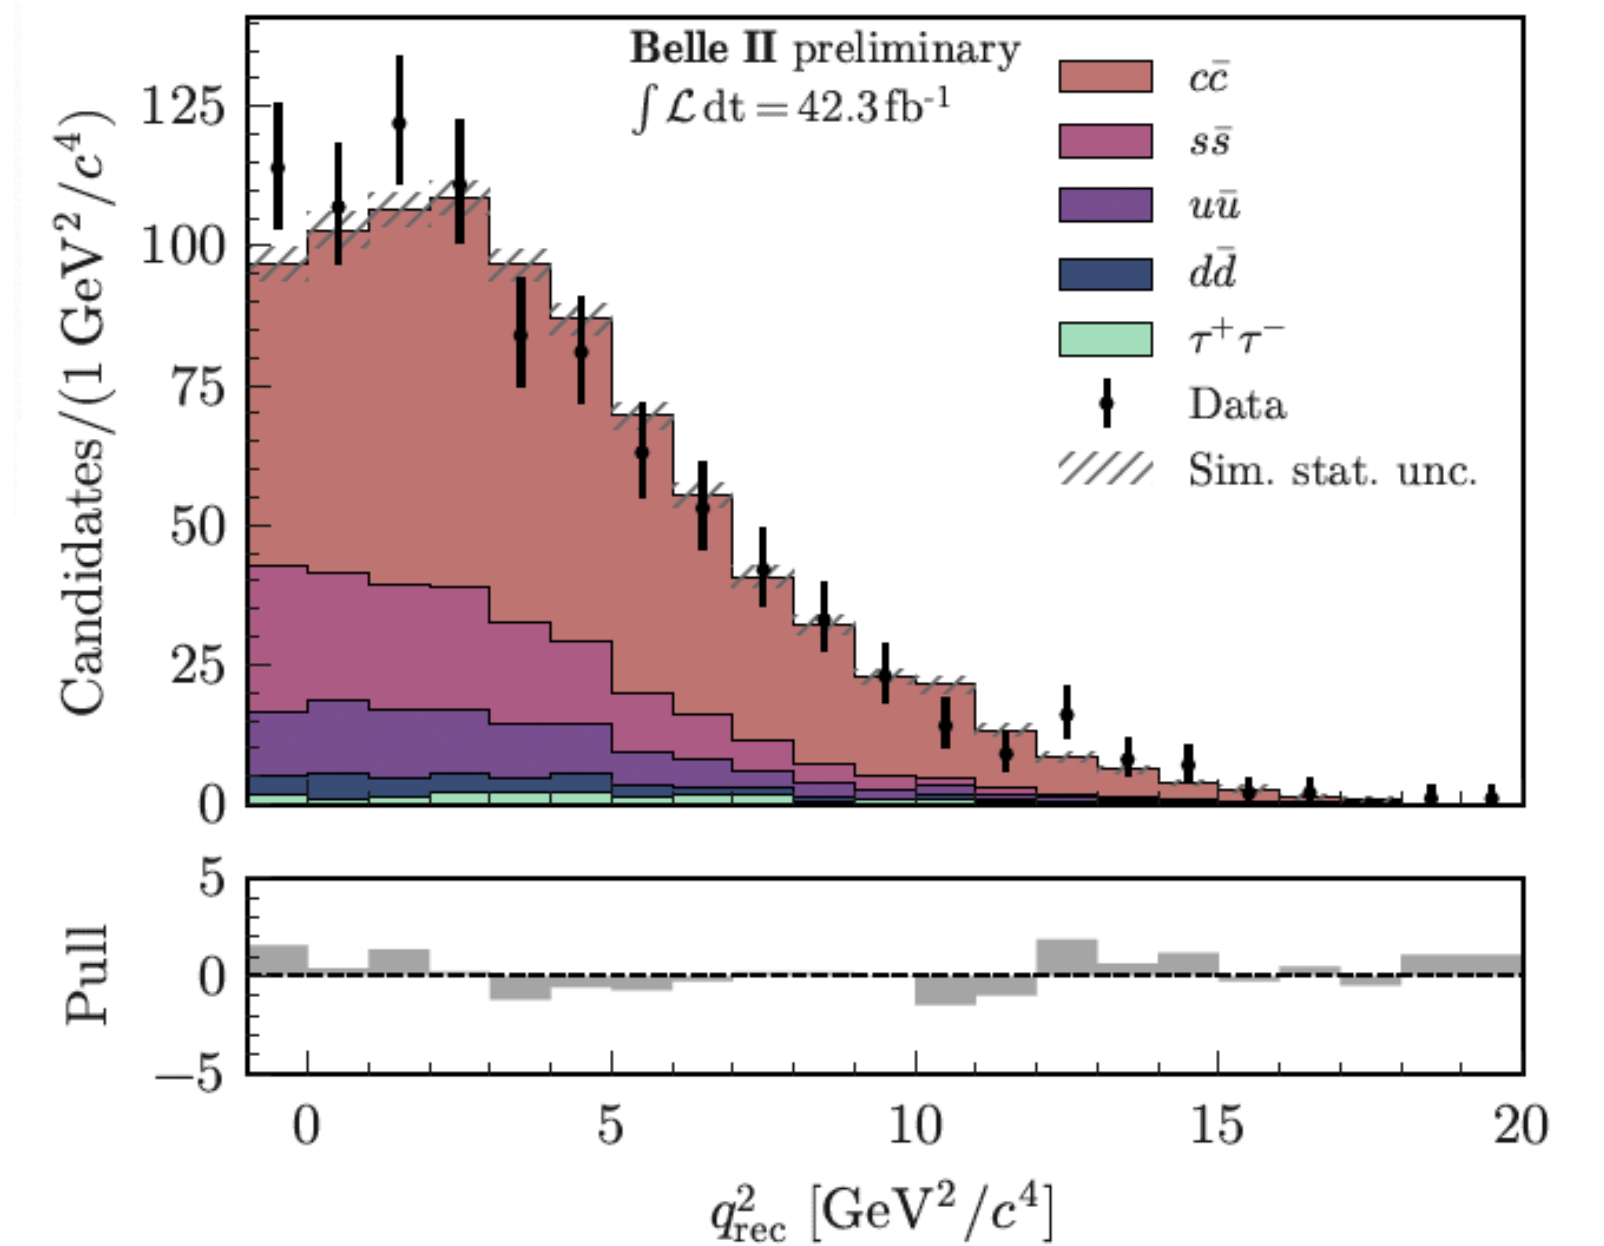 Belle II preliminary
∫ℒdt = 42.3 fb⁻¹
cc̄
ss̄
uū
dd̄
τ⁺τ⁻
Data
Sim. stat. unc.
Candidates/(1 GeV²/c⁴)
125
100
75
50
25
0
Pull
5
0
−5
0 5 10 15 20
q²rec [GeV²/c⁴]